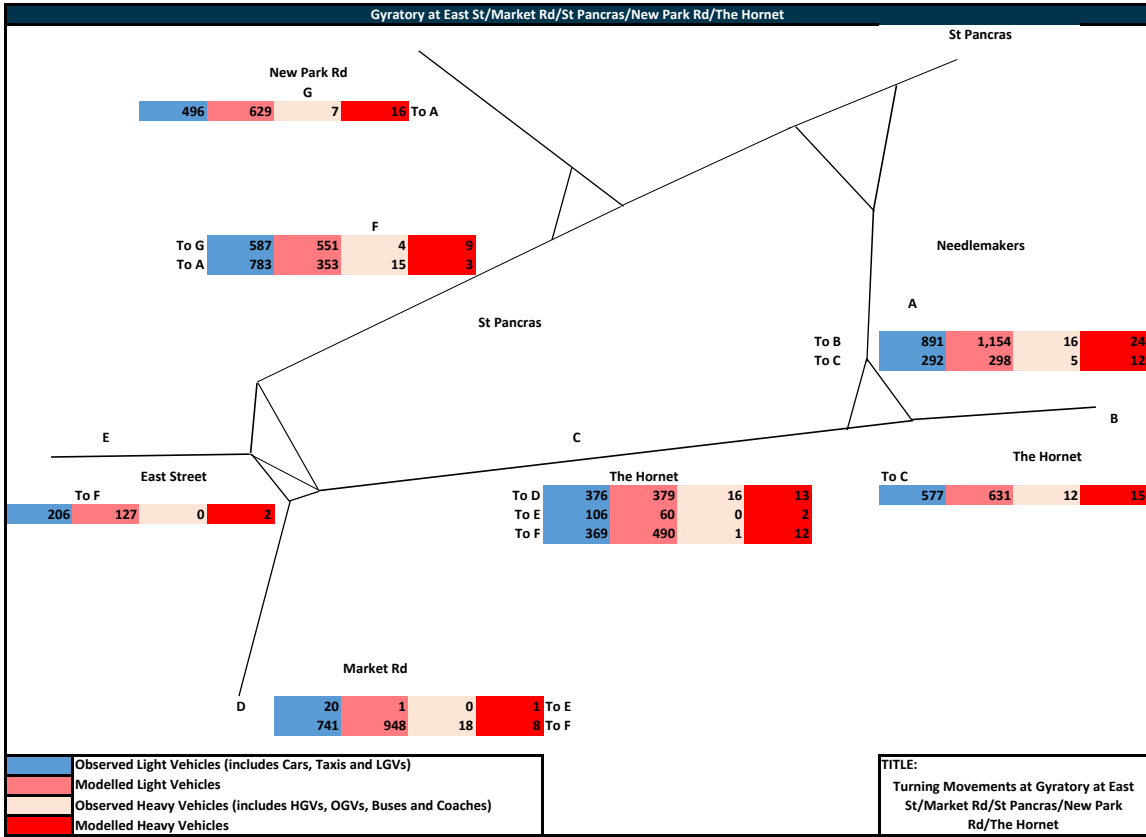 Gyratory at East St/Market Rd/St Pancras/New Park Rd/The Hornet
St Pancras
New Park Rd
G
496 629 7 16 To A
F
To G 587 551 4 9
To A 783 353 15 3
Needlemakers
St Pancras
A
To B 891 1,154 16 24
To C 292 298 5 12
B
E
C
East Street
The Hornet
The Hornet
To F
206 127 0 2
To D 376 379 16 13
To E 106 60 0 2
To F 369 490 1 12
To C
577 631 12 15
Market Rd
D
20 1 0 1 To E
741 948 18 8 To F
Observed Light Vehicles (includes Cars, Taxis and LGVs)
Modelled Light Vehicles
Observed Heavy Vehicles (includes HGVs, OGVs, Buses and Coaches)
Modelled Heavy Vehicles
TITLE:
Turning Movements at Gyratory at East
St/Market Rd/St Pancras/New Park
Rd/The Hornet